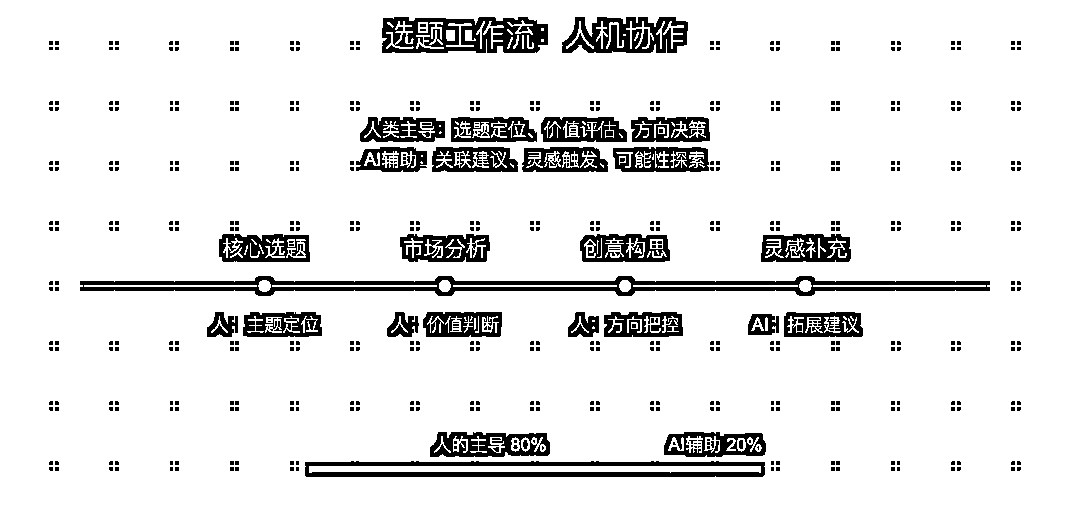 选题工作流：人机协作
人类主导：选题定位、价值评估、方向决策
AI辅助：关联建议、灵感触发、可能性探索
核心选题 市场分析 创意构思 灵感补充
人：主题定位 人：价值判断 人：方向把控 AI：拓展建议
人的主导 80% AI辅助 20%